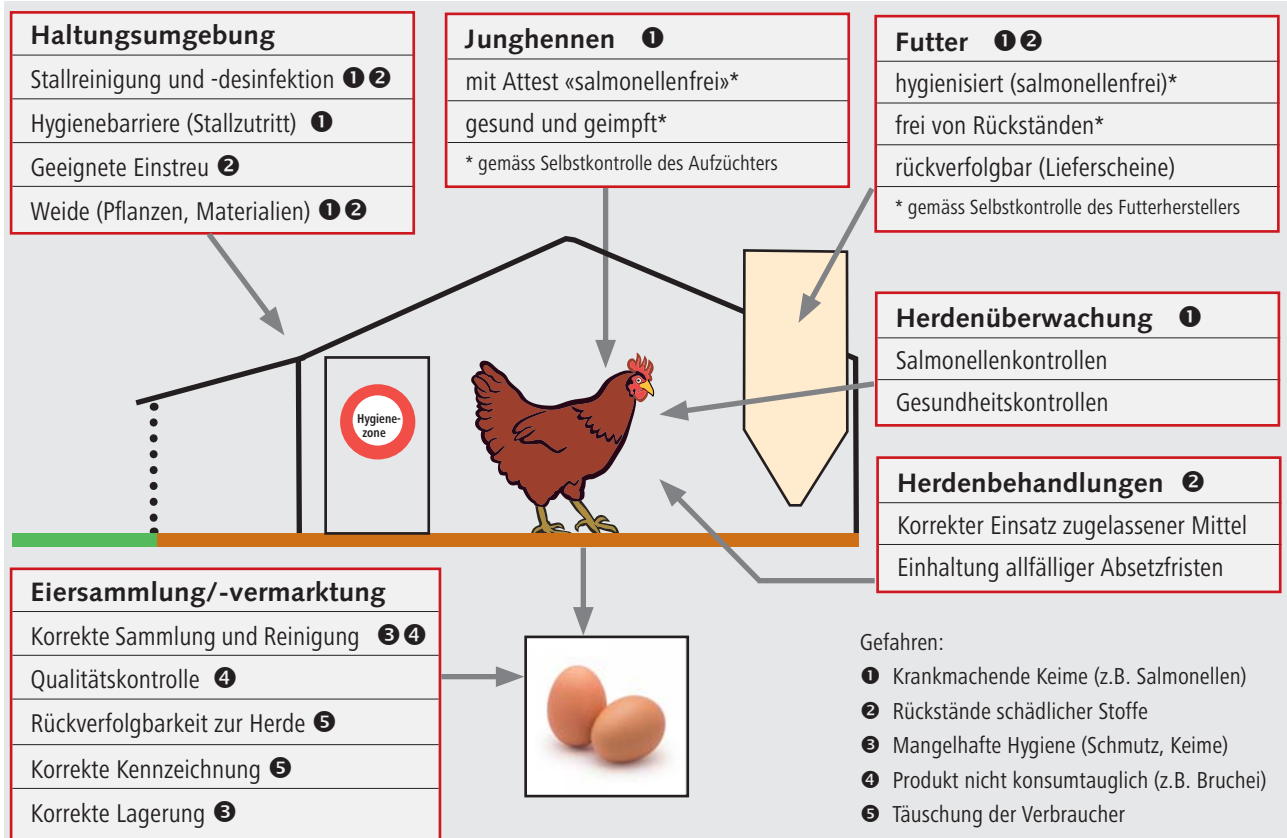 Haltungsumgebung
Stallreinigung und -desinfektion ❶❷
Hygienebarriere (Stallzutritt) ❶
Geeignete Einstreu ❷
Weide (Pflanzen, Materialien) ❶❷
Junghennen ❶
mit Attest «salmonellenfrei»*
gesund und geimpft*
* gemäss Selbstkontrolle des Aufzüchters
Futter ❶❷
hygienisiert (salmonellenfrei)*
frei von Rückständen*
rückverfolgbar (Lieferscheine)
* gemäss Selbstkontrolle des Futterherstellers
Herdenüberwachung ❶
Salmonellenkontrollen
Gesundheitskontrollen
Hygiene-
zone
Herdenbehandlungen ❷
Korrekter Einsatz zugelassener Mittel
Einhaltung allfälliger Absetzfristen
Eiersammlung/-vermarktung
Korrekte Sammlung und Reinigung ❸❹
Qualitätskontrolle ❹
Rückverfolgbarkeit zur Herde ❺
Korrekte Kennzeichnung ❺
Korrekte Lagerung ❸
Gefahren:
❶ Krankmachende Keime (z.B. Salmonellen)
❷ Rückstände schädlicher Stoffe
❸ Mangelhafte Hygiene (Schmutz, Keime)
❹ Produkt nicht konsumtauglich (z.B. Bruchei)
❺ Täuschung der Verbraucher